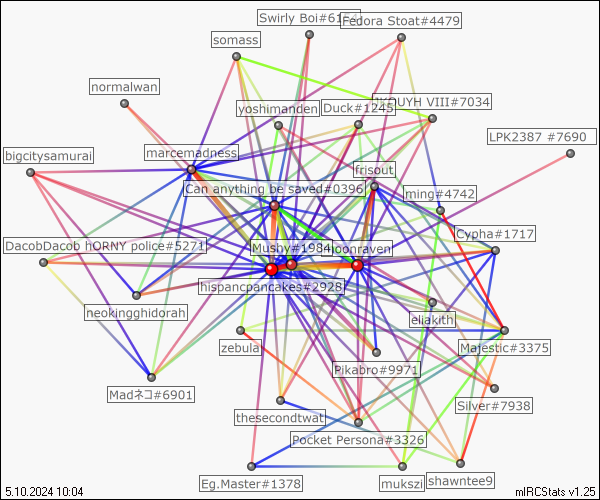 Swirly Boi#61
Fedora Stoat#4479
somass
normalwan
yoshimanden
Duck#1245
VIII#7034
LPK2387 #7690
marcemadness
bigcitysamurai
frisout
Can anything be saved#0396
ming#4742
Cypha#1717
DacobDacob hORNY police#5271
Musby#1984
noonraven
hispancpancakes#2928
neokingghidorah
eliakith
zebula
Majestic#3375
Pikabro#9971
Madネコ#6901
Silver#7938
thesecondtwat
Pocket Persona#3326
Eg.Master#1378
mukszi
shawntee9
5.10.2024 10:04
mIRCStats v1.25